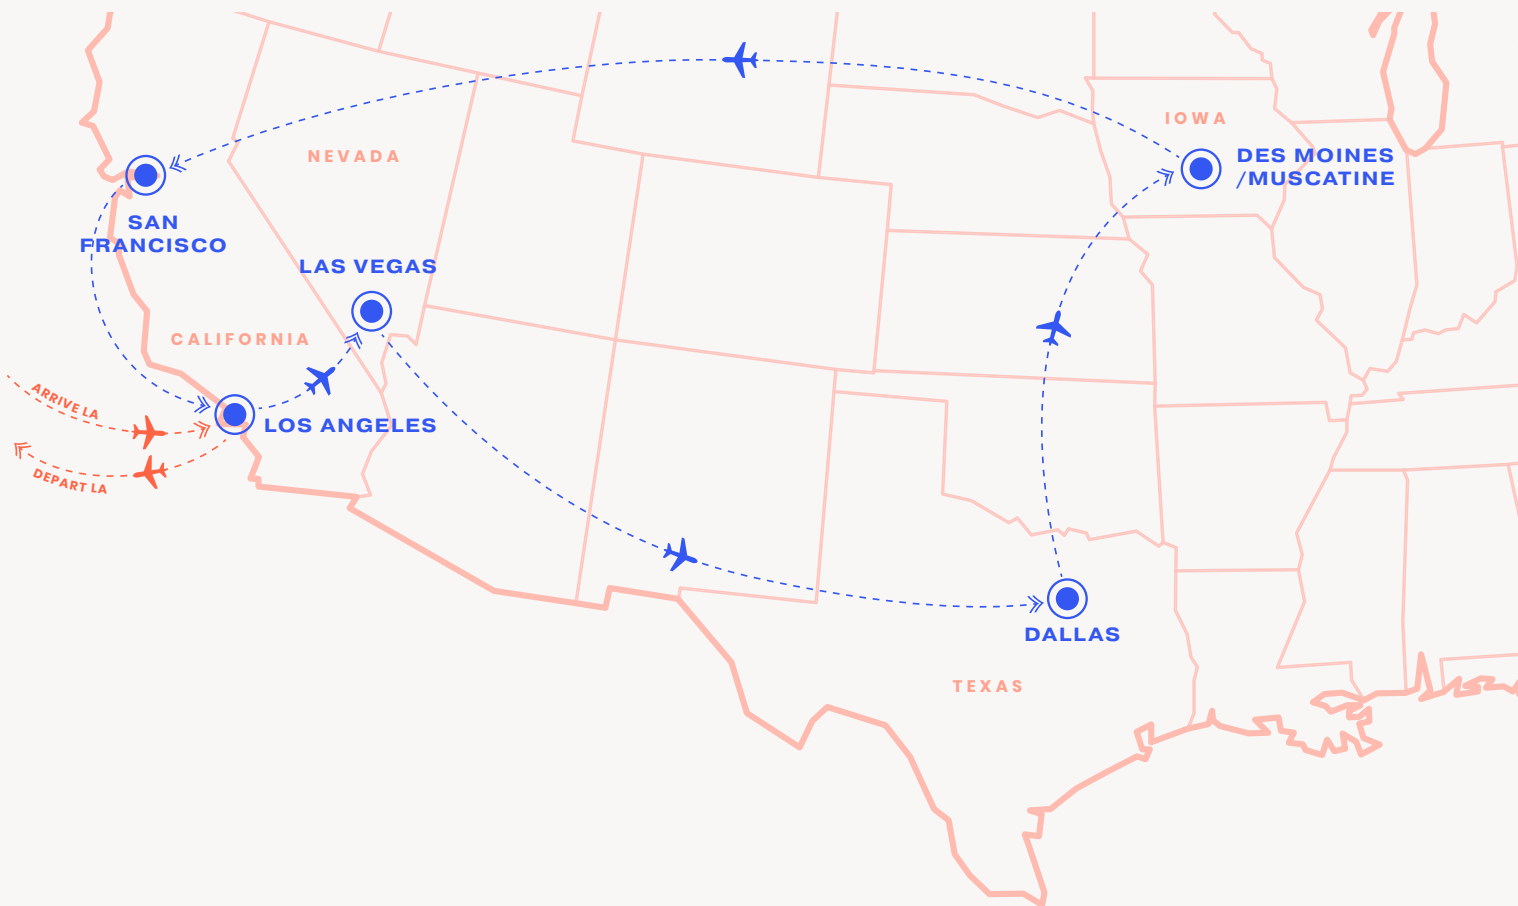 IOWA
NEVADA
DES MOINES
/MUSCATINE
SAN
FRANCISCO
LAS VEGAS
CALIFORNIA
ARRIVE LA
LOS ANGELES
DEPART LA
DALLAS
TEXAS